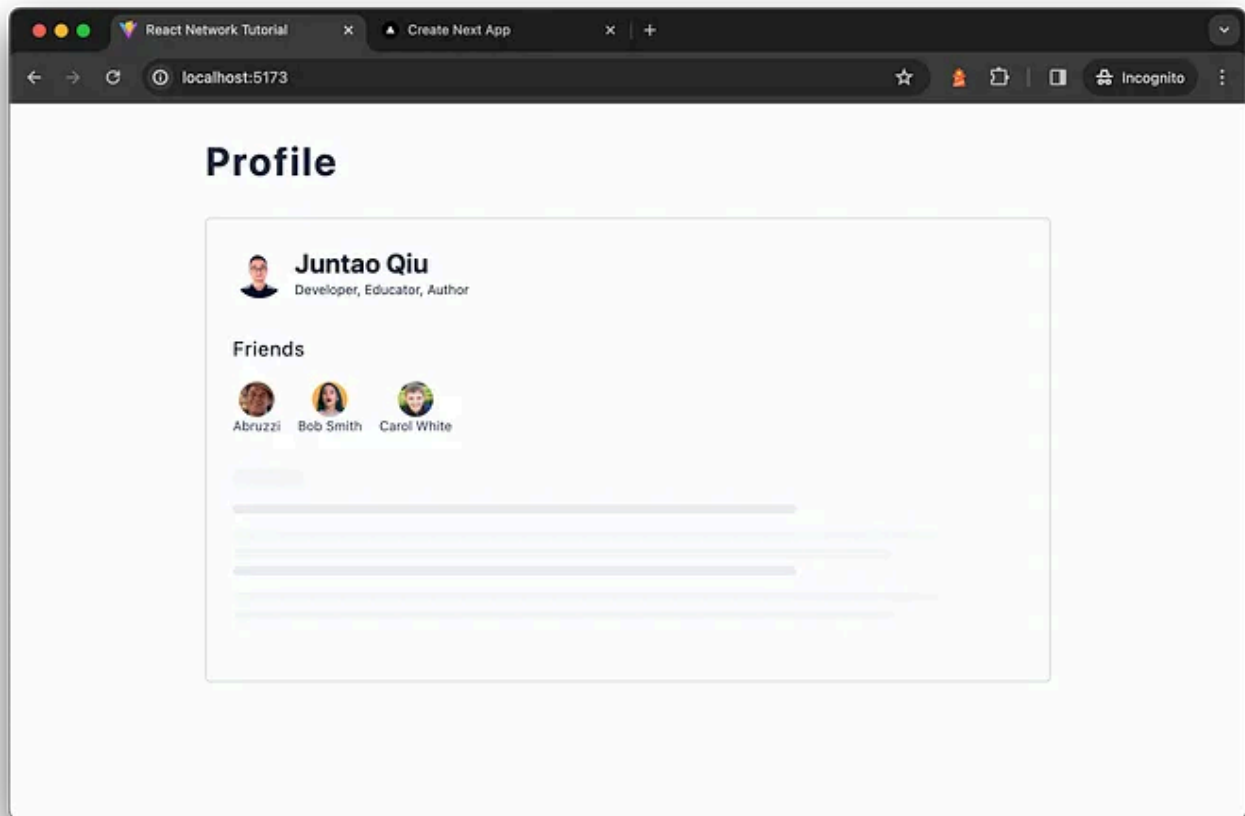 React Network Tutorial
Create Next App
localhost:5173
Incognito
Profile
Juntao Qiu
Developer, Educator, Author
Friends
Abruzzi Bob Smith Carol White